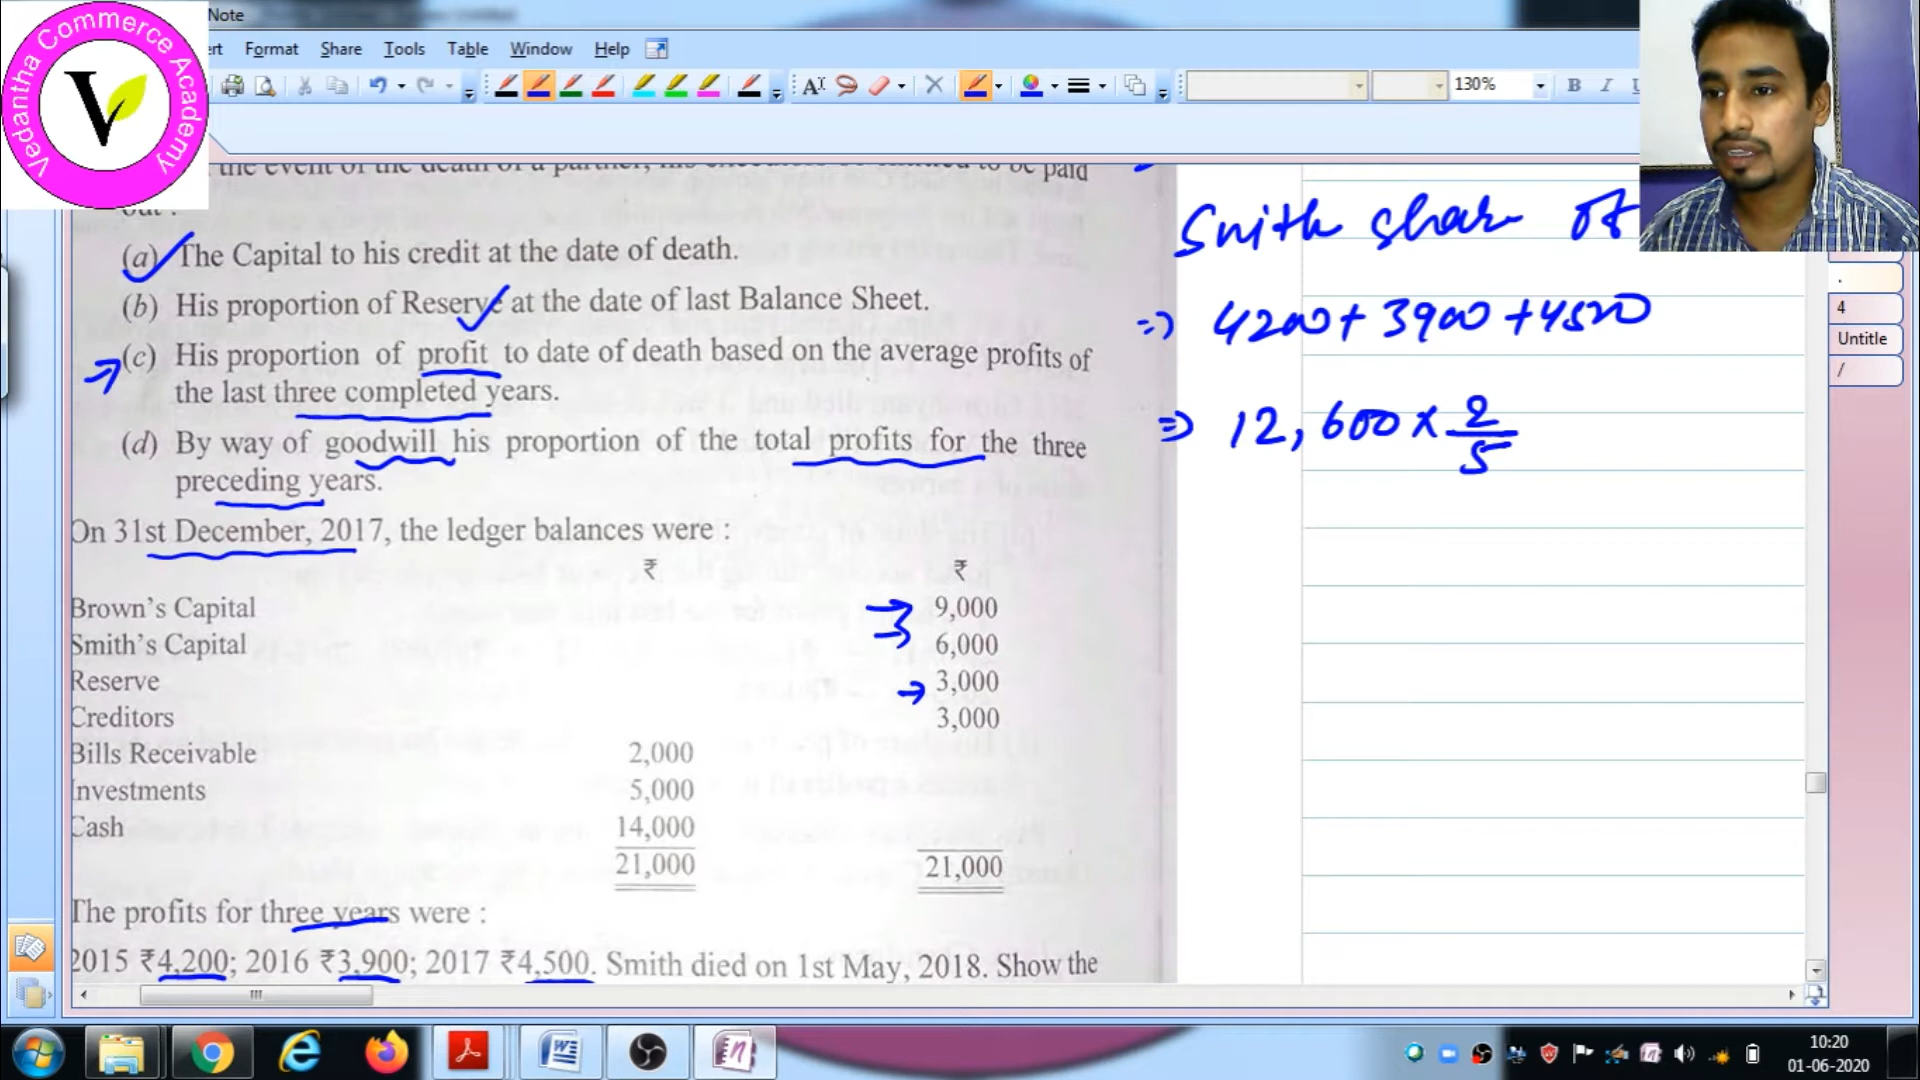 Vedantha Commerce Academy
V
Note
rt Format Share Tools Table Window Help
130% B I U
the event of the death of a partner, his executors be entitled to be paid
out :
(a) The Capital to his credit at the date of death.
(b) His proportion of Reserve at the date of last Balance Sheet.
(c) His proportion of profit to date of death based on the average profits of
the last three completed years.
(d) By way of goodwill his proportion of the total profits for the three
preceding years.
On 31st December, 2017, the ledger balances were :
₹ ₹
Brown's Capital 9,000
Smith's Capital 6,000
Reserve 3,000
Creditors 3,000
Bills Receivable 2,000
Investments 5,000
Cash 14,000
21,000 21,000
The profits for three years were :
2015 ₹4,200; 2016 ₹3,900; 2017 ₹4,500. Smith died on 1st May, 2018. Show the
Smith share of
=> 4200 + 3900 + 4500
=> 12,600 × 2/5
.
4
Untitle
/
10:20
01-06-2020